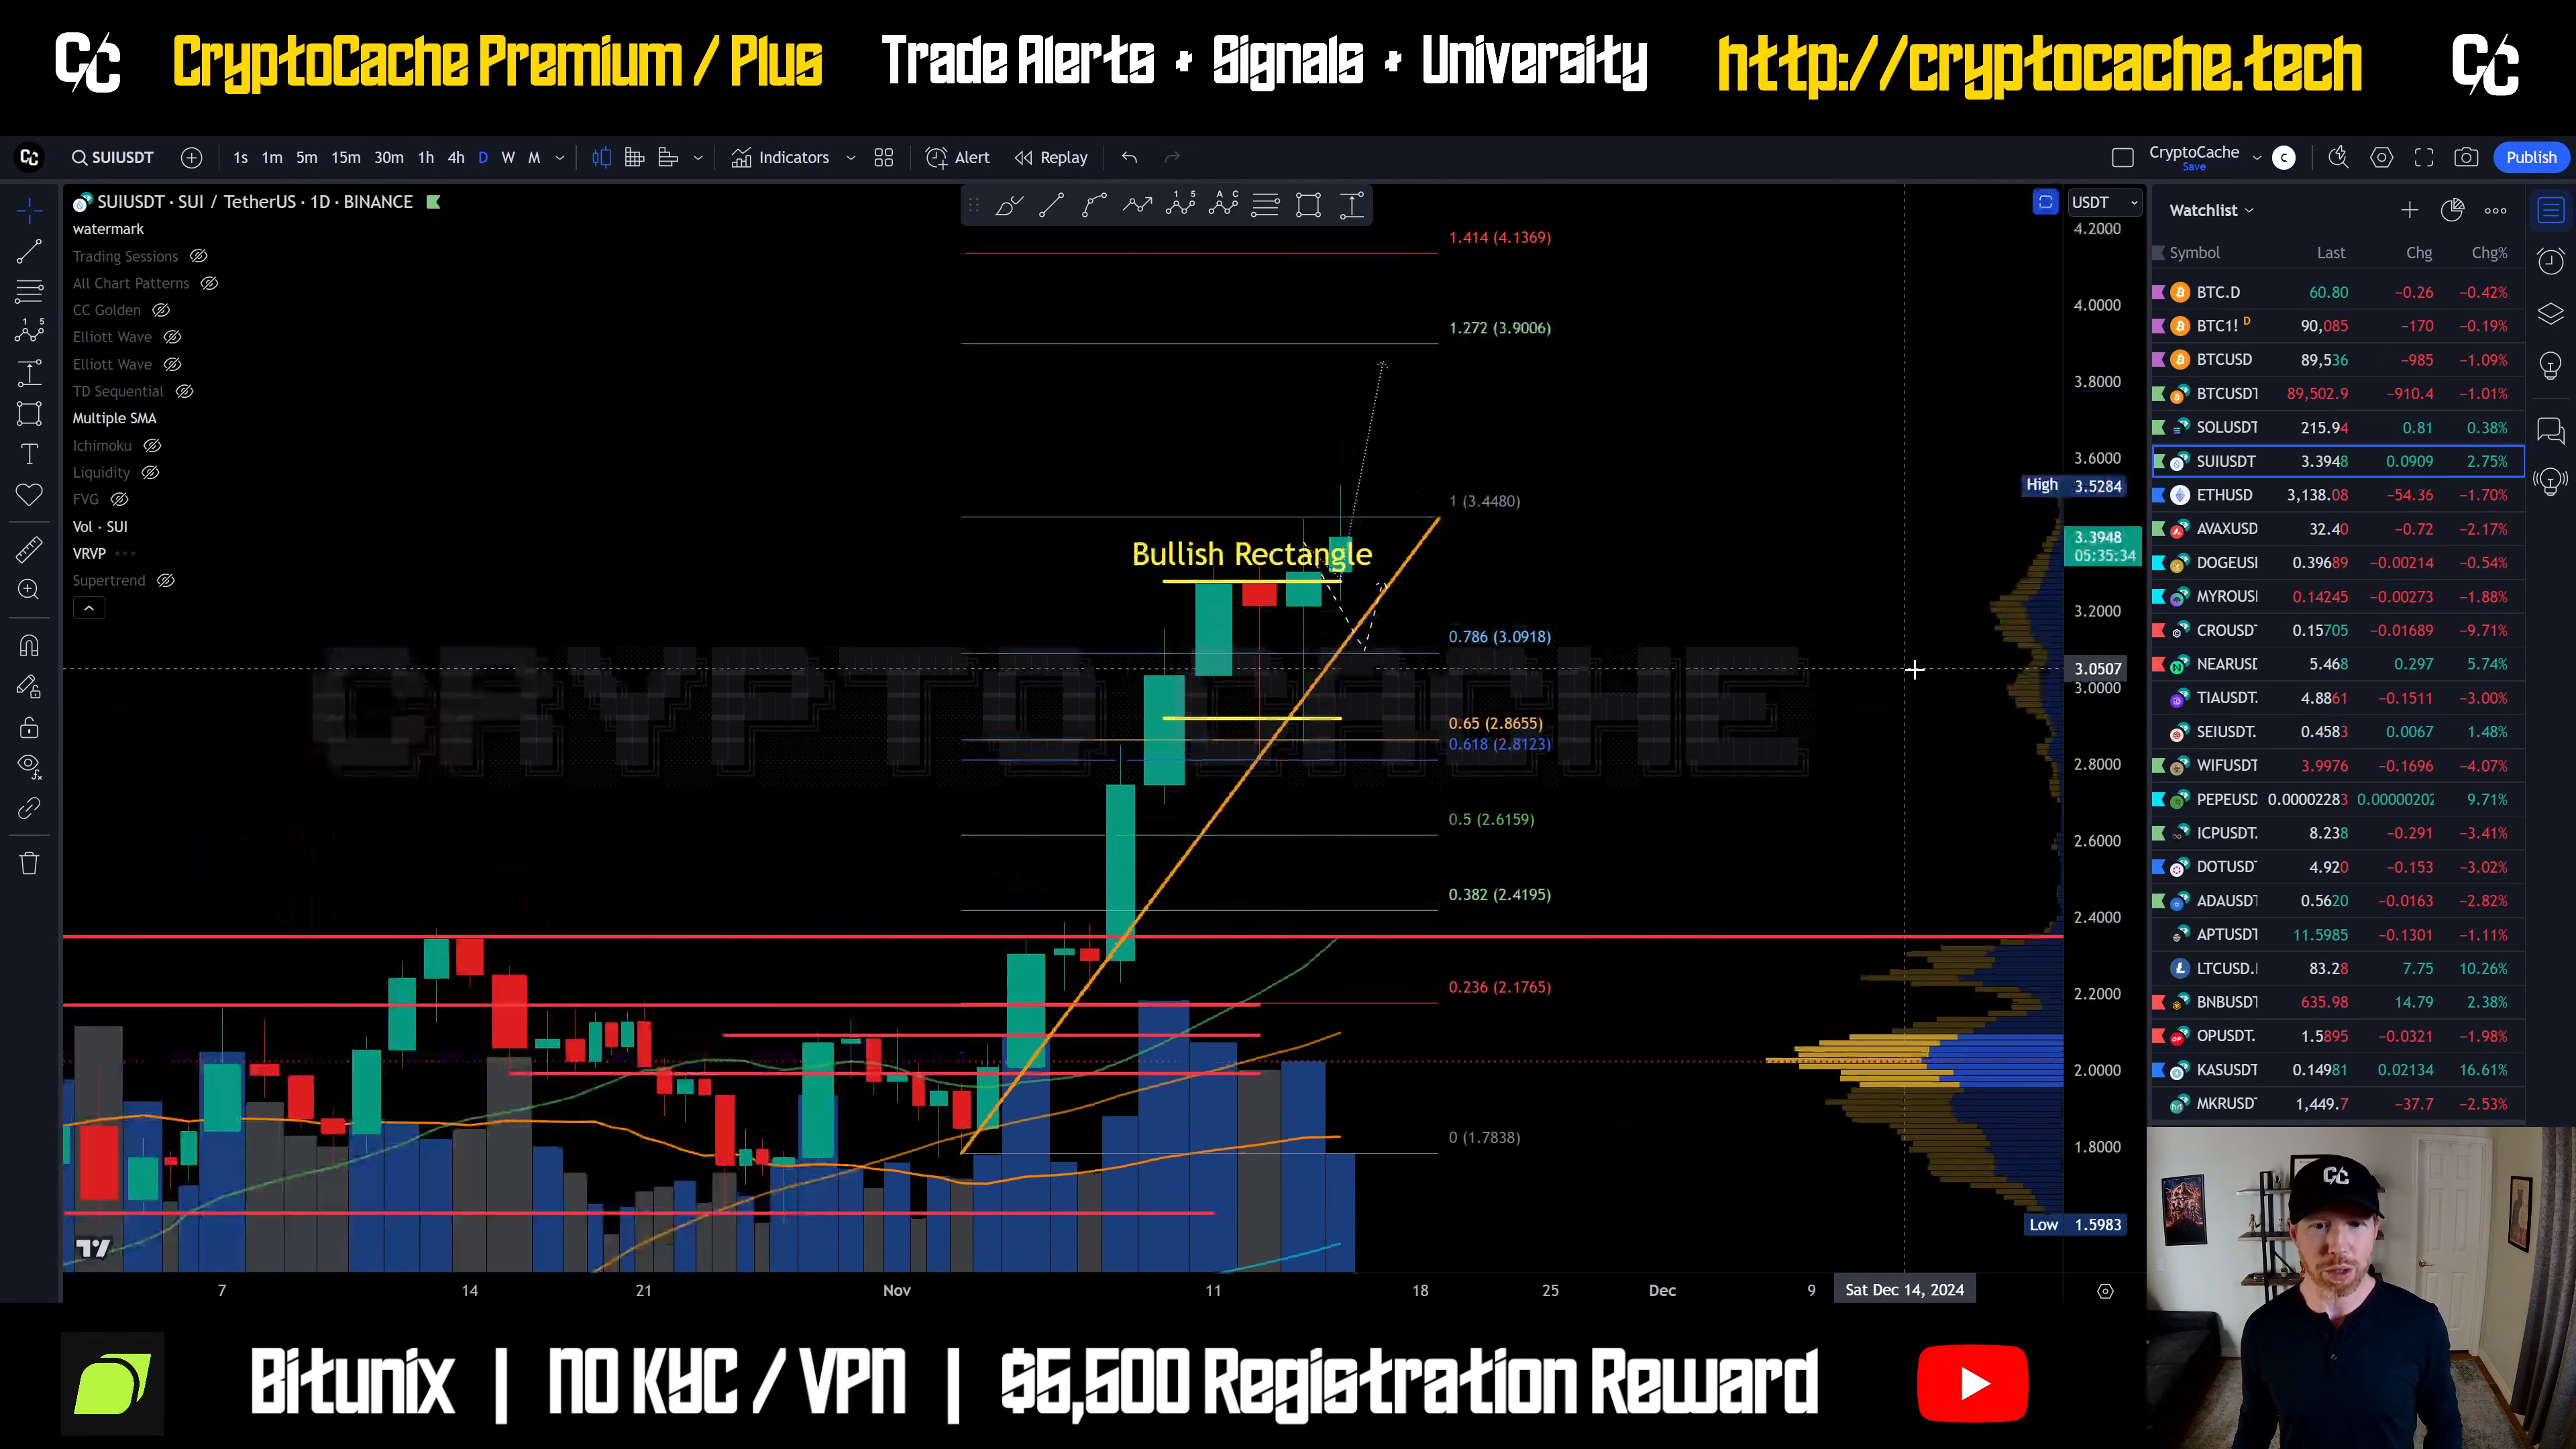 CC CryptoCache Premium / Plus Trade Alerts + Signals + University http://cryptocache.tech CC
CC SUIUSDT 1s 1m 5m 15m 30m 1h 4h D W M Indicators Alert Replay CryptoCache Save C Publish
SUIUSDT · SUI / TetherUS · 1D · BINANCE
watermark
Trading Sessions
All Chart Patterns
CC Golden
Elliott Wave
Elliott Wave
TD Sequential
Multiple SMA
Ichimoku
Liquidity
FVG
Vol · SUI
VRVP
Supertrend
1.414 (4.1369)
1.272 (3.9006)
1 (3.4480)
Bullish Rectangle
0.786 (3.0918)
0.65 (2.8655)
0.618 (2.8123)
0.5 (2.6159)
0.382 (2.4195)
0.236 (2.1765)
0 (1.7838)
CRYPTO CACHE
USDT
4.2000
4.0000
3.8000
3.6000
High 3.5284
3.3948
05:35:34
3.2000
3.0507
3.0000
2.8000
2.6000
2.4000
2.2000
2.0000
1.8000
Low 1.5983
7 14 21 Nov 11 18 25 Dec 9 Sat Dec 14, 2024
Watchlist
Symbol Last Chg Chg%
BTC.D 60.80 −0.26 −0.42%
BTC1! D 90,085 −170 −0.19%
BTCUSD 89,536 −985 −1.09%
BTCUSDT 89,502.9 −910.4 −1.01%
SOLUSDT 215.94 0.81 0.38%
SUIUSDT 3.3948 0.0909 2.75%
ETHUSD 3,138.08 −54.36 −1.70%
AVAXUSD 32.40 −0.72 −2.17%
DOGEUSI 0.39689 −0.00214 −0.54%
MYROUSI 0.14245 −0.00273 −1.88%
CROUSD 0.15705 −0.01689 −9.71%
NEARUSD 5.468 0.297 5.74%
TIAUSDT. 4.8861 −0.1511 −3.00%
SEIUSDT. 0.4583 0.0067 1.48%
WIFUSDT 3.9976 −0.1696 −4.07%
PEPEUSD 0.00002283 0.00000202 9.71%
ICPUSDT. 8.238 −0.291 −3.41%
DOTUSD 4.920 −0.153 −3.02%
ADAUSDT 0.5620 −0.0163 −2.82%
APTUSDT 11.5985 −0.1301 −1.11%
LTCUSD.I 83.28 7.75 10.26%
BNBUSDT 635.98 14.79 2.38%
OPUSDT. 1.5895 −0.0321 −1.98%
KASUSDT 0.14981 0.02134 16.61%
MKRUSD 1,449.7 −37.7 −2.53%
CC
Bitunix | NO KYC / VPN | $5,500 Registration Reward